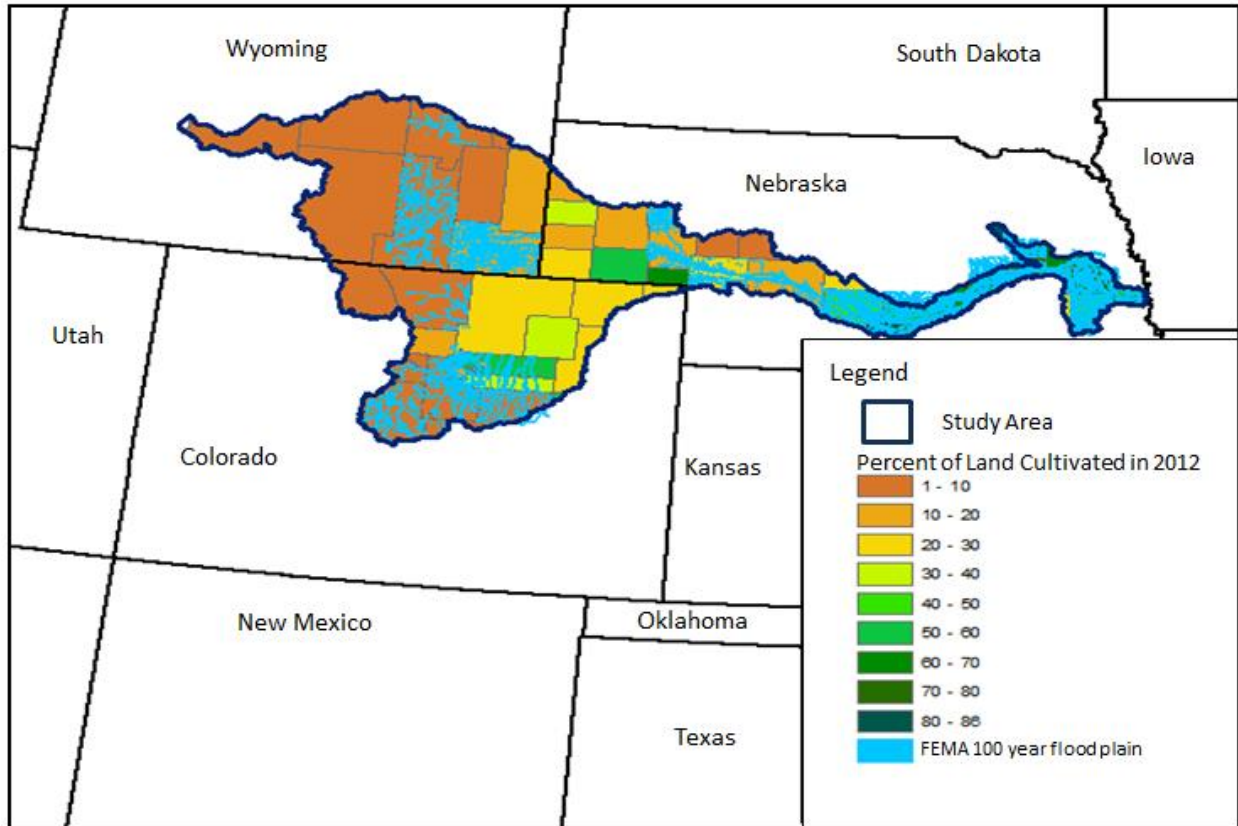 Wyoming
South Dakota
Iowa
Nebraska
Utah
Colorado
Kansas
New Mexico
Oklahoma
Texas
Legend
Study Area
Percent of Land Cultivated in 2012
1 - 10
10 - 20
20 - 30
30 - 40
40 - 50
50 - 60
60 - 70
70 - 80
80 - 86
FEMA 100 year flood plain